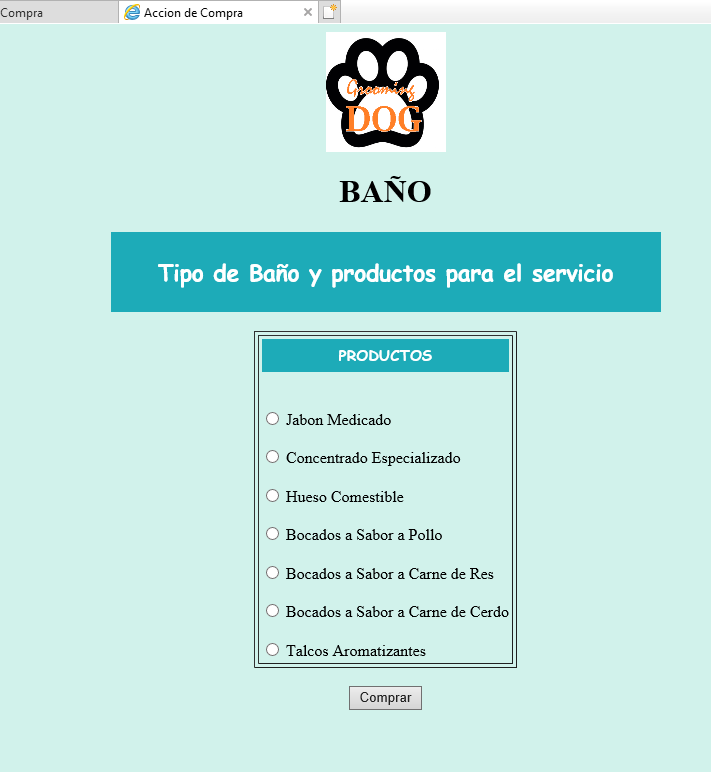 Compra
Accion de Compra
Grooming
DOG
BAÑO
Tipo de Baño y productos para el servicio
PRODUCTOS
Jabon Medicado
Concentrado Especializado
Hueso Comestible
Bocados a Sabor a Pollo
Bocados a Sabor a Carne de Res
Bocados a Sabor a Carne de Cerdo
Talcos Aromatizantes
Comprar